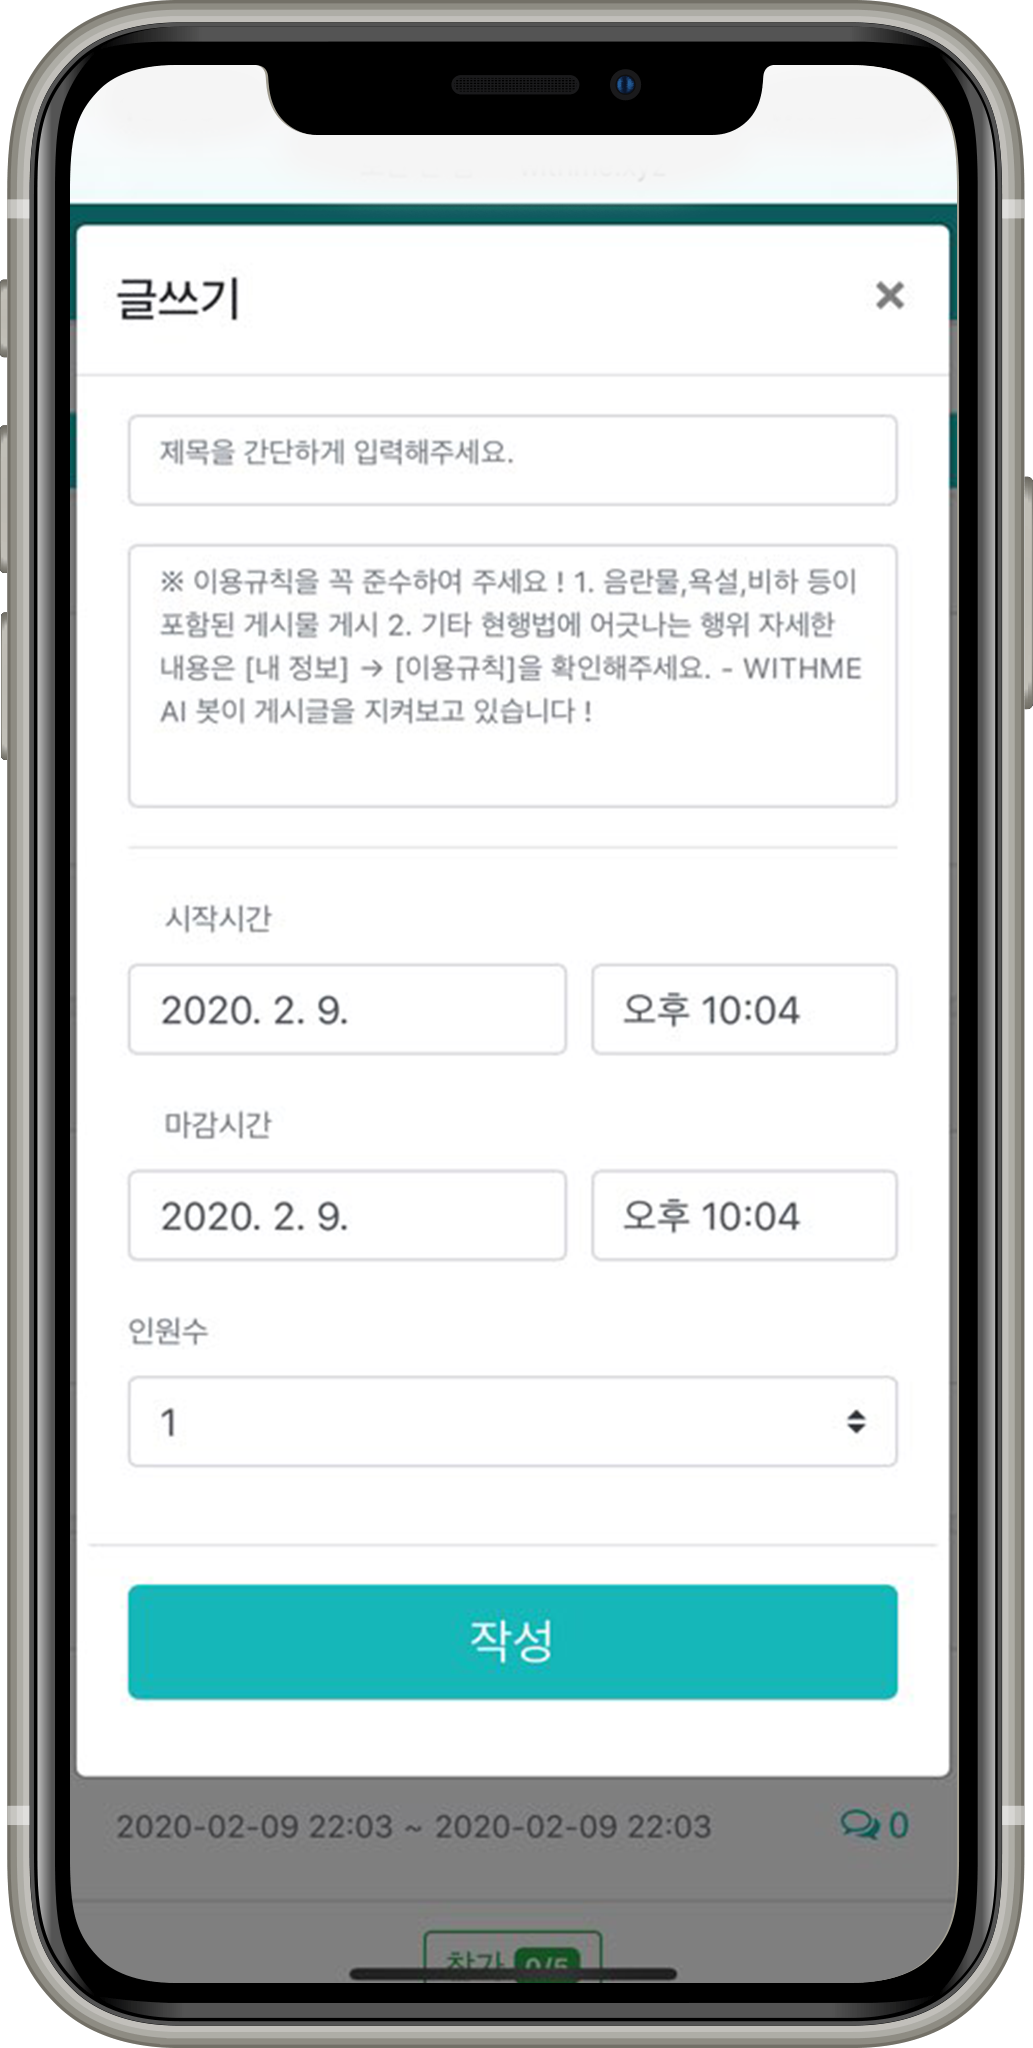 글쓰기
제목을 간단하게 입력해주세요.
※ 이용규칙을 꼭 준수하여 주세요 ! 1. 음란물,욕설,비하 등이
포함된 게시물 게시 2. 기타 현행법에 어긋나는 행위 자세한
내용은 [내 정보] → [이용규칙]을 확인해주세요. - WITHME
AI 봇이 게시글을 지켜보고 있습니다 !
시작시간
2020. 2. 9. 오후 10:04
마감시간
2020. 2. 9. 오후 10:04
인원수
1
작성
2020-02-09 22:03 ~ 2020-02-09 22:03 0
참가 0/5